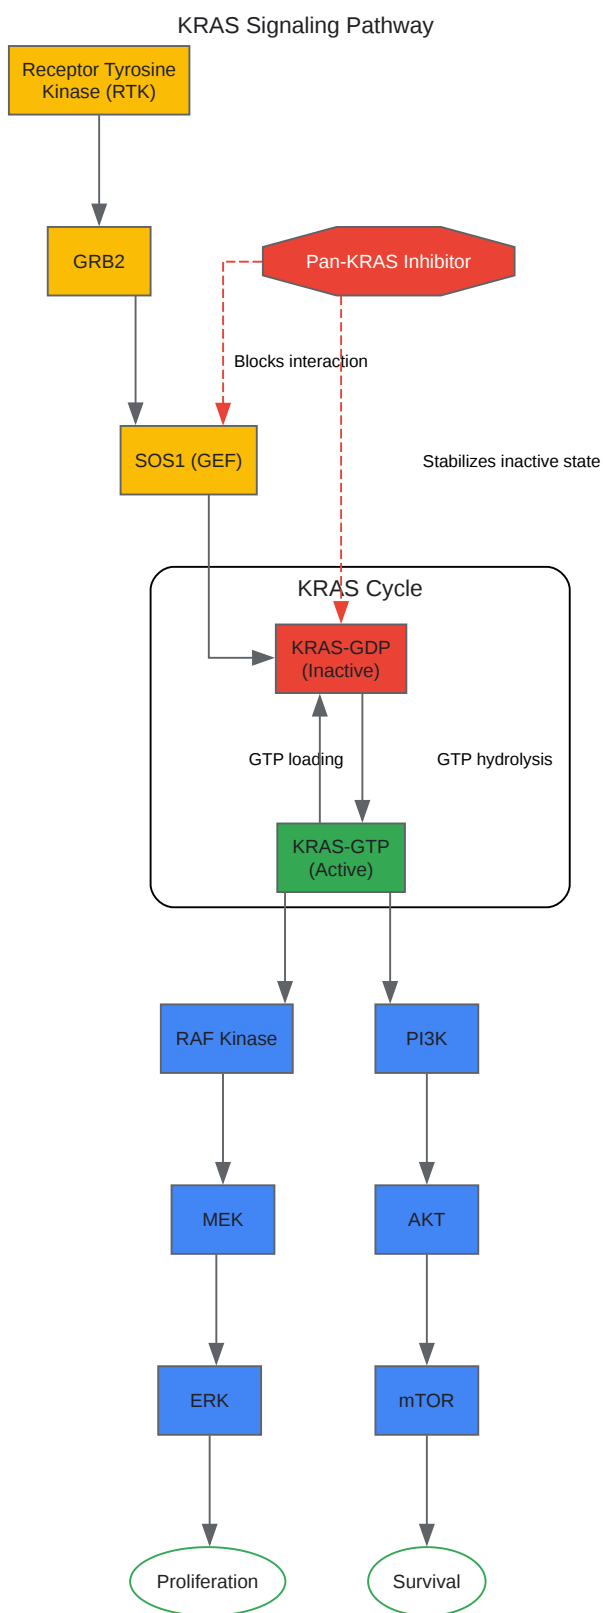 KRAS Signaling Pathway
Receptor Tyrosine
Kinase (RTK)
GRB2
Pan-KRAS Inhibitor
Blocks interaction
SOS1 (GEF)
Stabilizes inactive state
KRAS Cycle
KRAS-GDP
(Inactive)
GTP loading
GTP hydrolysis
KRAS-GTP
(Active)
RAF Kinase
PI3K
MEK
AKT
ERK
mTOR
Proliferation
Survival